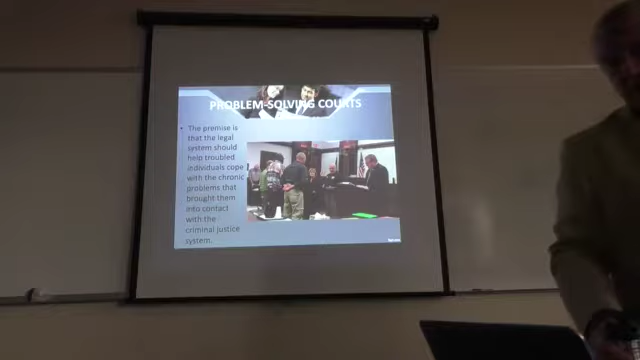 PROBLEM-SOLVING COURTS
• The premise is
that the legal
system should
help troubled
individuals cope
with the chronic
problems that
brought them
into contact
with the
criminal justice
system.